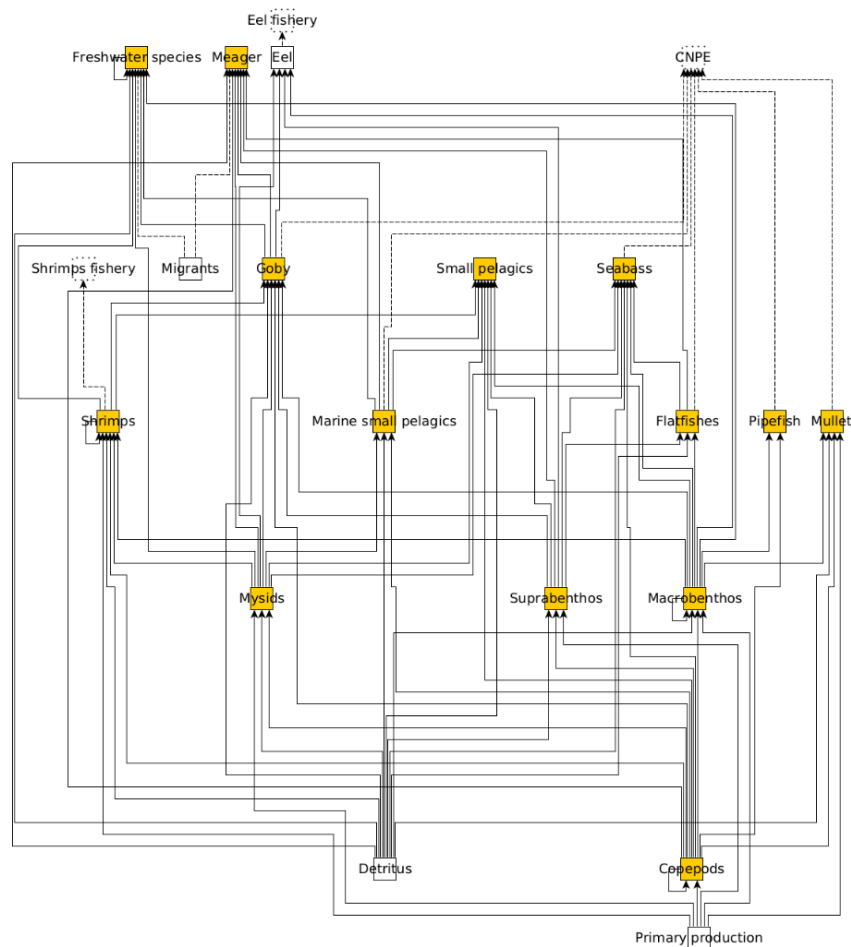 Eel fishery
Freshwater species
Meager
Eel
CNPE
Shrimps fishery
Migrants
Goby
Small pelagics
Seabass
Shrimps
Marine small pelagics
Flatfishes
Pipefish
Mullet
Mysids
Suprabenthos
Macrobenthos
Detritus
Copepods
Primary production